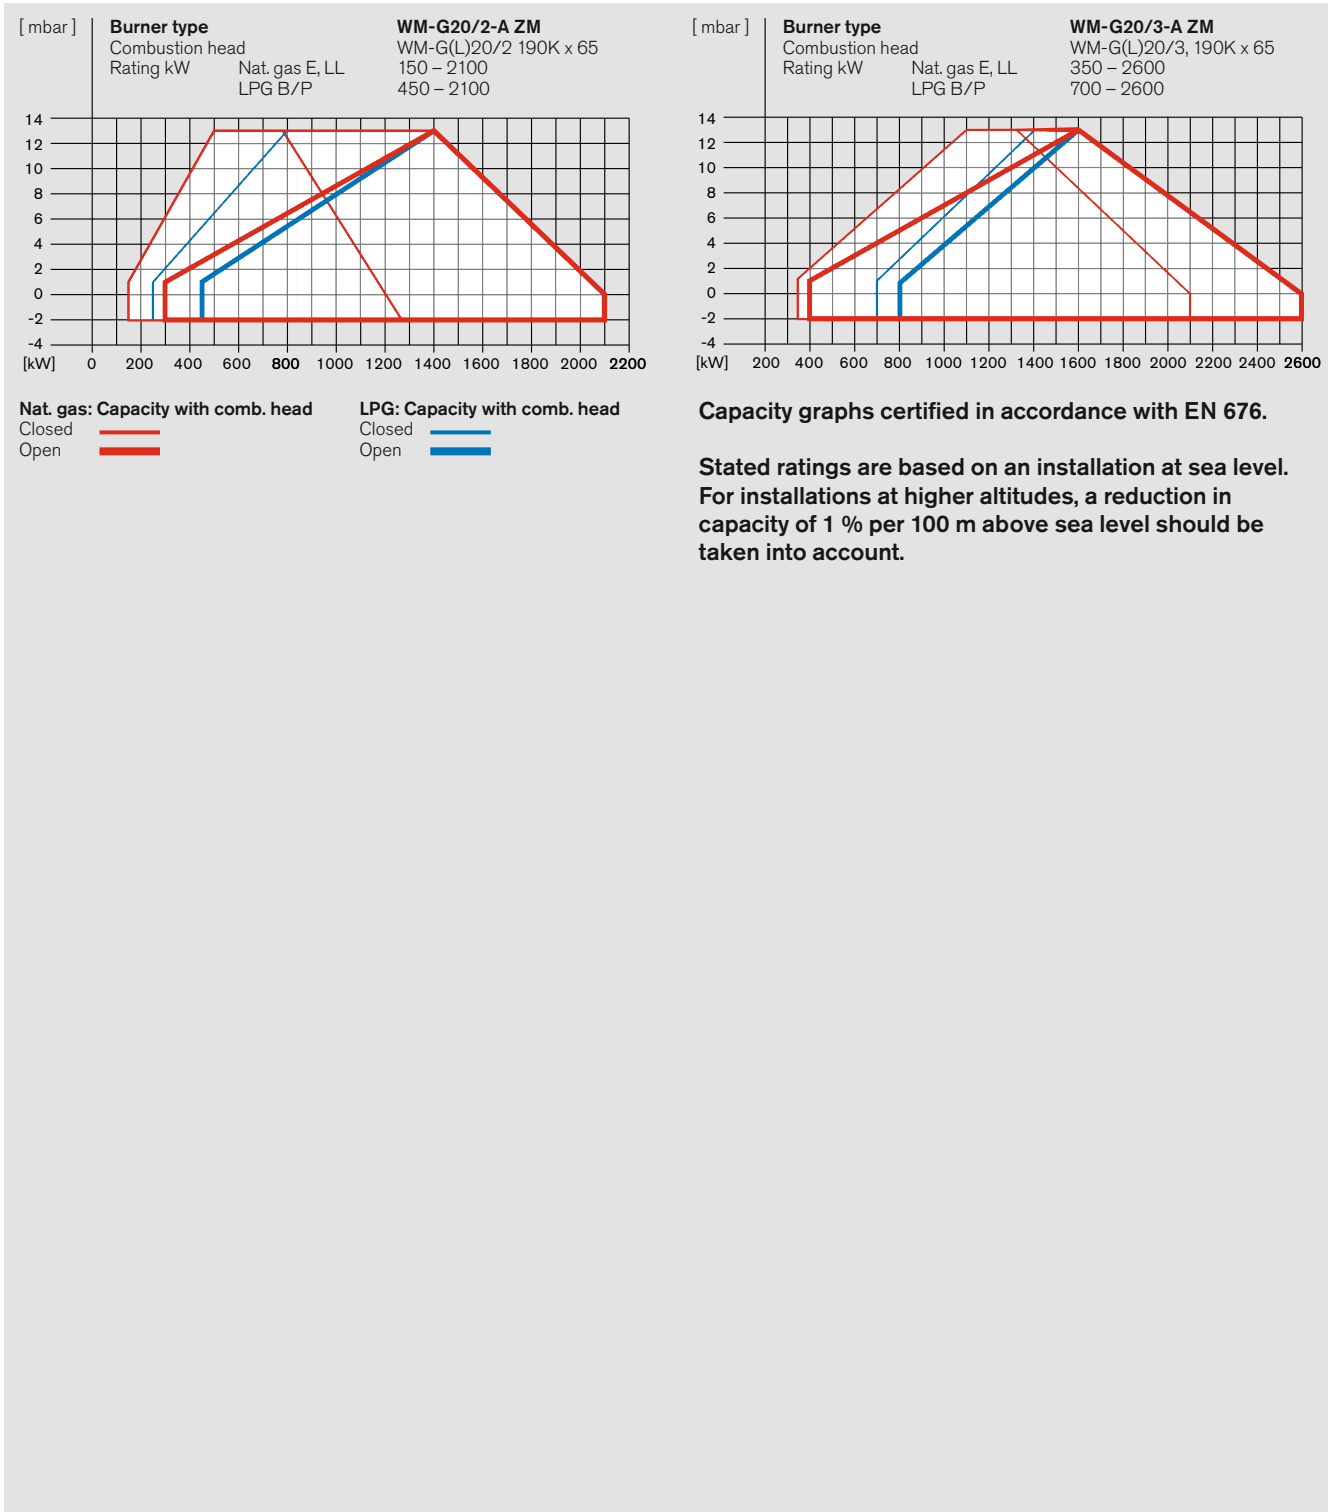 [ mbar ] Burner type WM-G20/2-A ZM
Combustion head WM-G(L)20/2 190K x 65
Rating kW Nat. gas E, LL 150 – 2100
LPG B/P 450 – 2100
14
12
10
8
6
4
2
0
-2
-4
[kW] 0 200 400 600 800 1000 1200 1400 1600 1800 2000 2200
Nat. gas: Capacity with comb. head LPG: Capacity with comb. head
Closed Closed
Open Open
[ mbar ] Burner type WM-G20/3-A ZM
Combustion head WM-G(L)20/3, 190K x 65
Rating kW Nat. gas E, LL 350 – 2600
LPG B/P 700 – 2600
14
12
10
8
6
4
2
0
-2
-4
[kW] 200 400 600 800 1000 1200 1400 1600 1800 2000 2200 2400 2600
Capacity graphs certified in accordance with EN 676.
Stated ratings are based on an installation at sea level.
For installations at higher altitudes, a reduction in
capacity of 1 % per 100 m above sea level should be
taken into account.